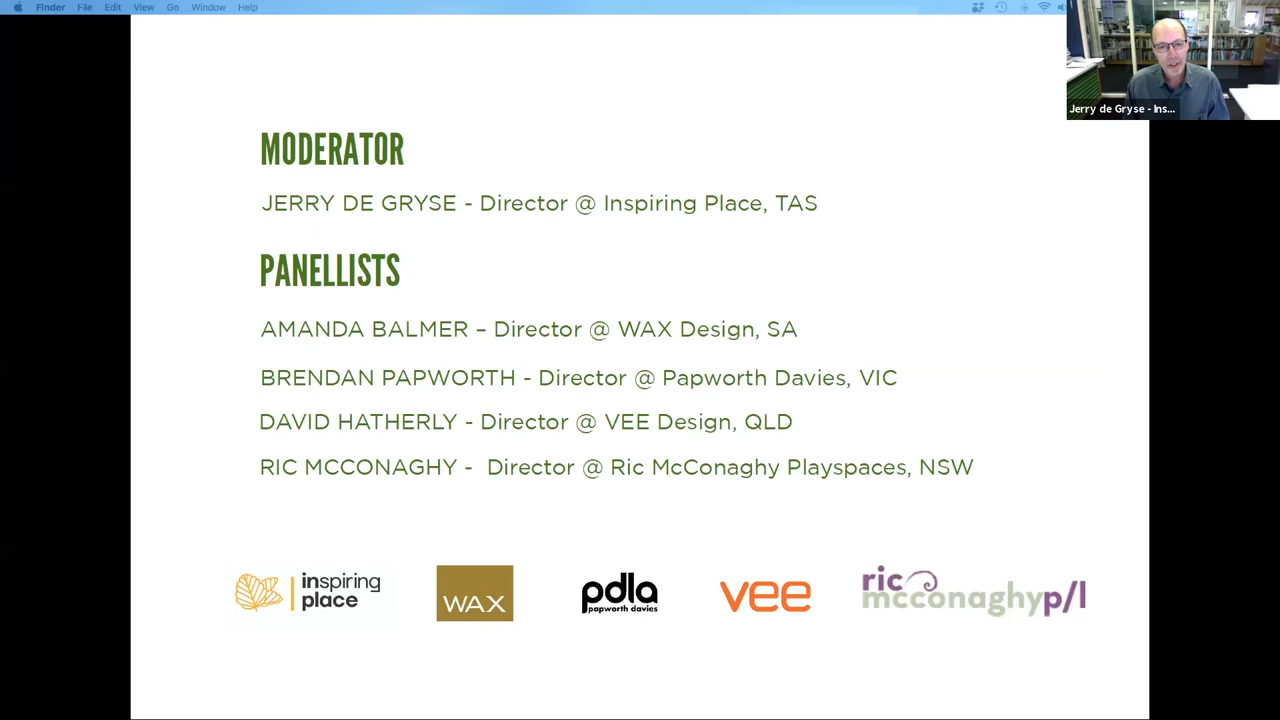 Finder File Edit View Go Window Help
Jerry de Gryse - Ins...
MODERATOR
JERRY DE GRYSE - Director @ Inspiring Place, TAS
PANELLISTS
AMANDA BALMER – Director @ WAX Design, SA
BRENDAN PAPWORTH - Director @ Papworth Davies, VIC
DAVID HATHERLY - Director @ VEE Design, QLD
RIC MCCONAGHY - Director @ Ric McConaghy Playspaces, NSW
inspiring
place
WAX
pdla
papworth davies
vee
ric
mcconaghy p/l